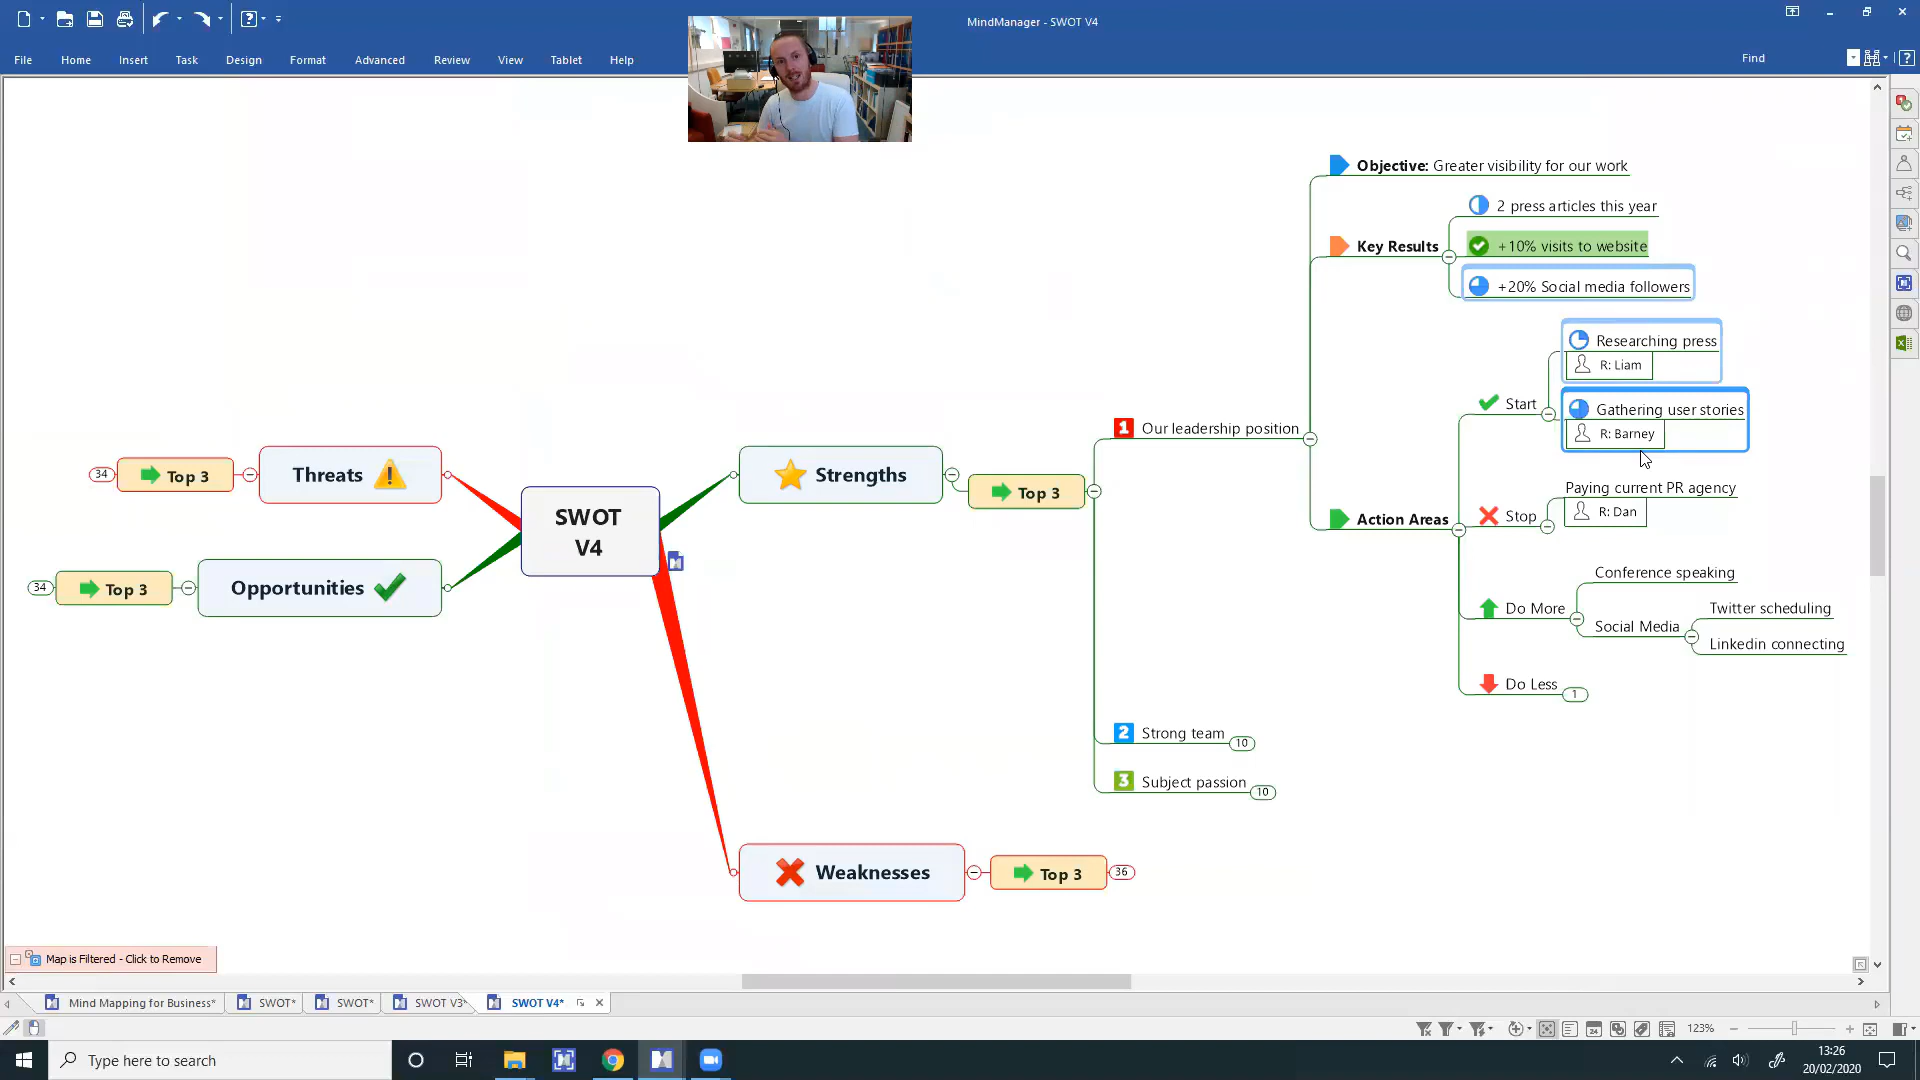 MindManager - SWOT V4
File Home Insert Task Design Format Advanced Review View Tablet Help
Find
Objective: Greater visibility for our work
2 press articles this year
Key Results
+10% visits to website
+20% Social media followers
Researching press
R: Liam
Start
Gathering user stories
R: Barney
Our leadership position
1
Threats
Top 3
34
Strengths
Top 3
Paying current PR agency
R: Dan
Stop
Action Areas
SWOT
V4
Opportunities
Top 3
34
Conference speaking
Do More
Social Media
Twitter scheduling
Linkedin connecting
Do Less
1
2
Strong team
10
3
Subject passion
10
Weaknesses
Top 3
36
Map is Filtered - Click to Remove
Mind Mapping for Business* SWOT* SWOT* SWOT V3* SWOT V4*
123%
Type here to search
13:26
20/02/2020